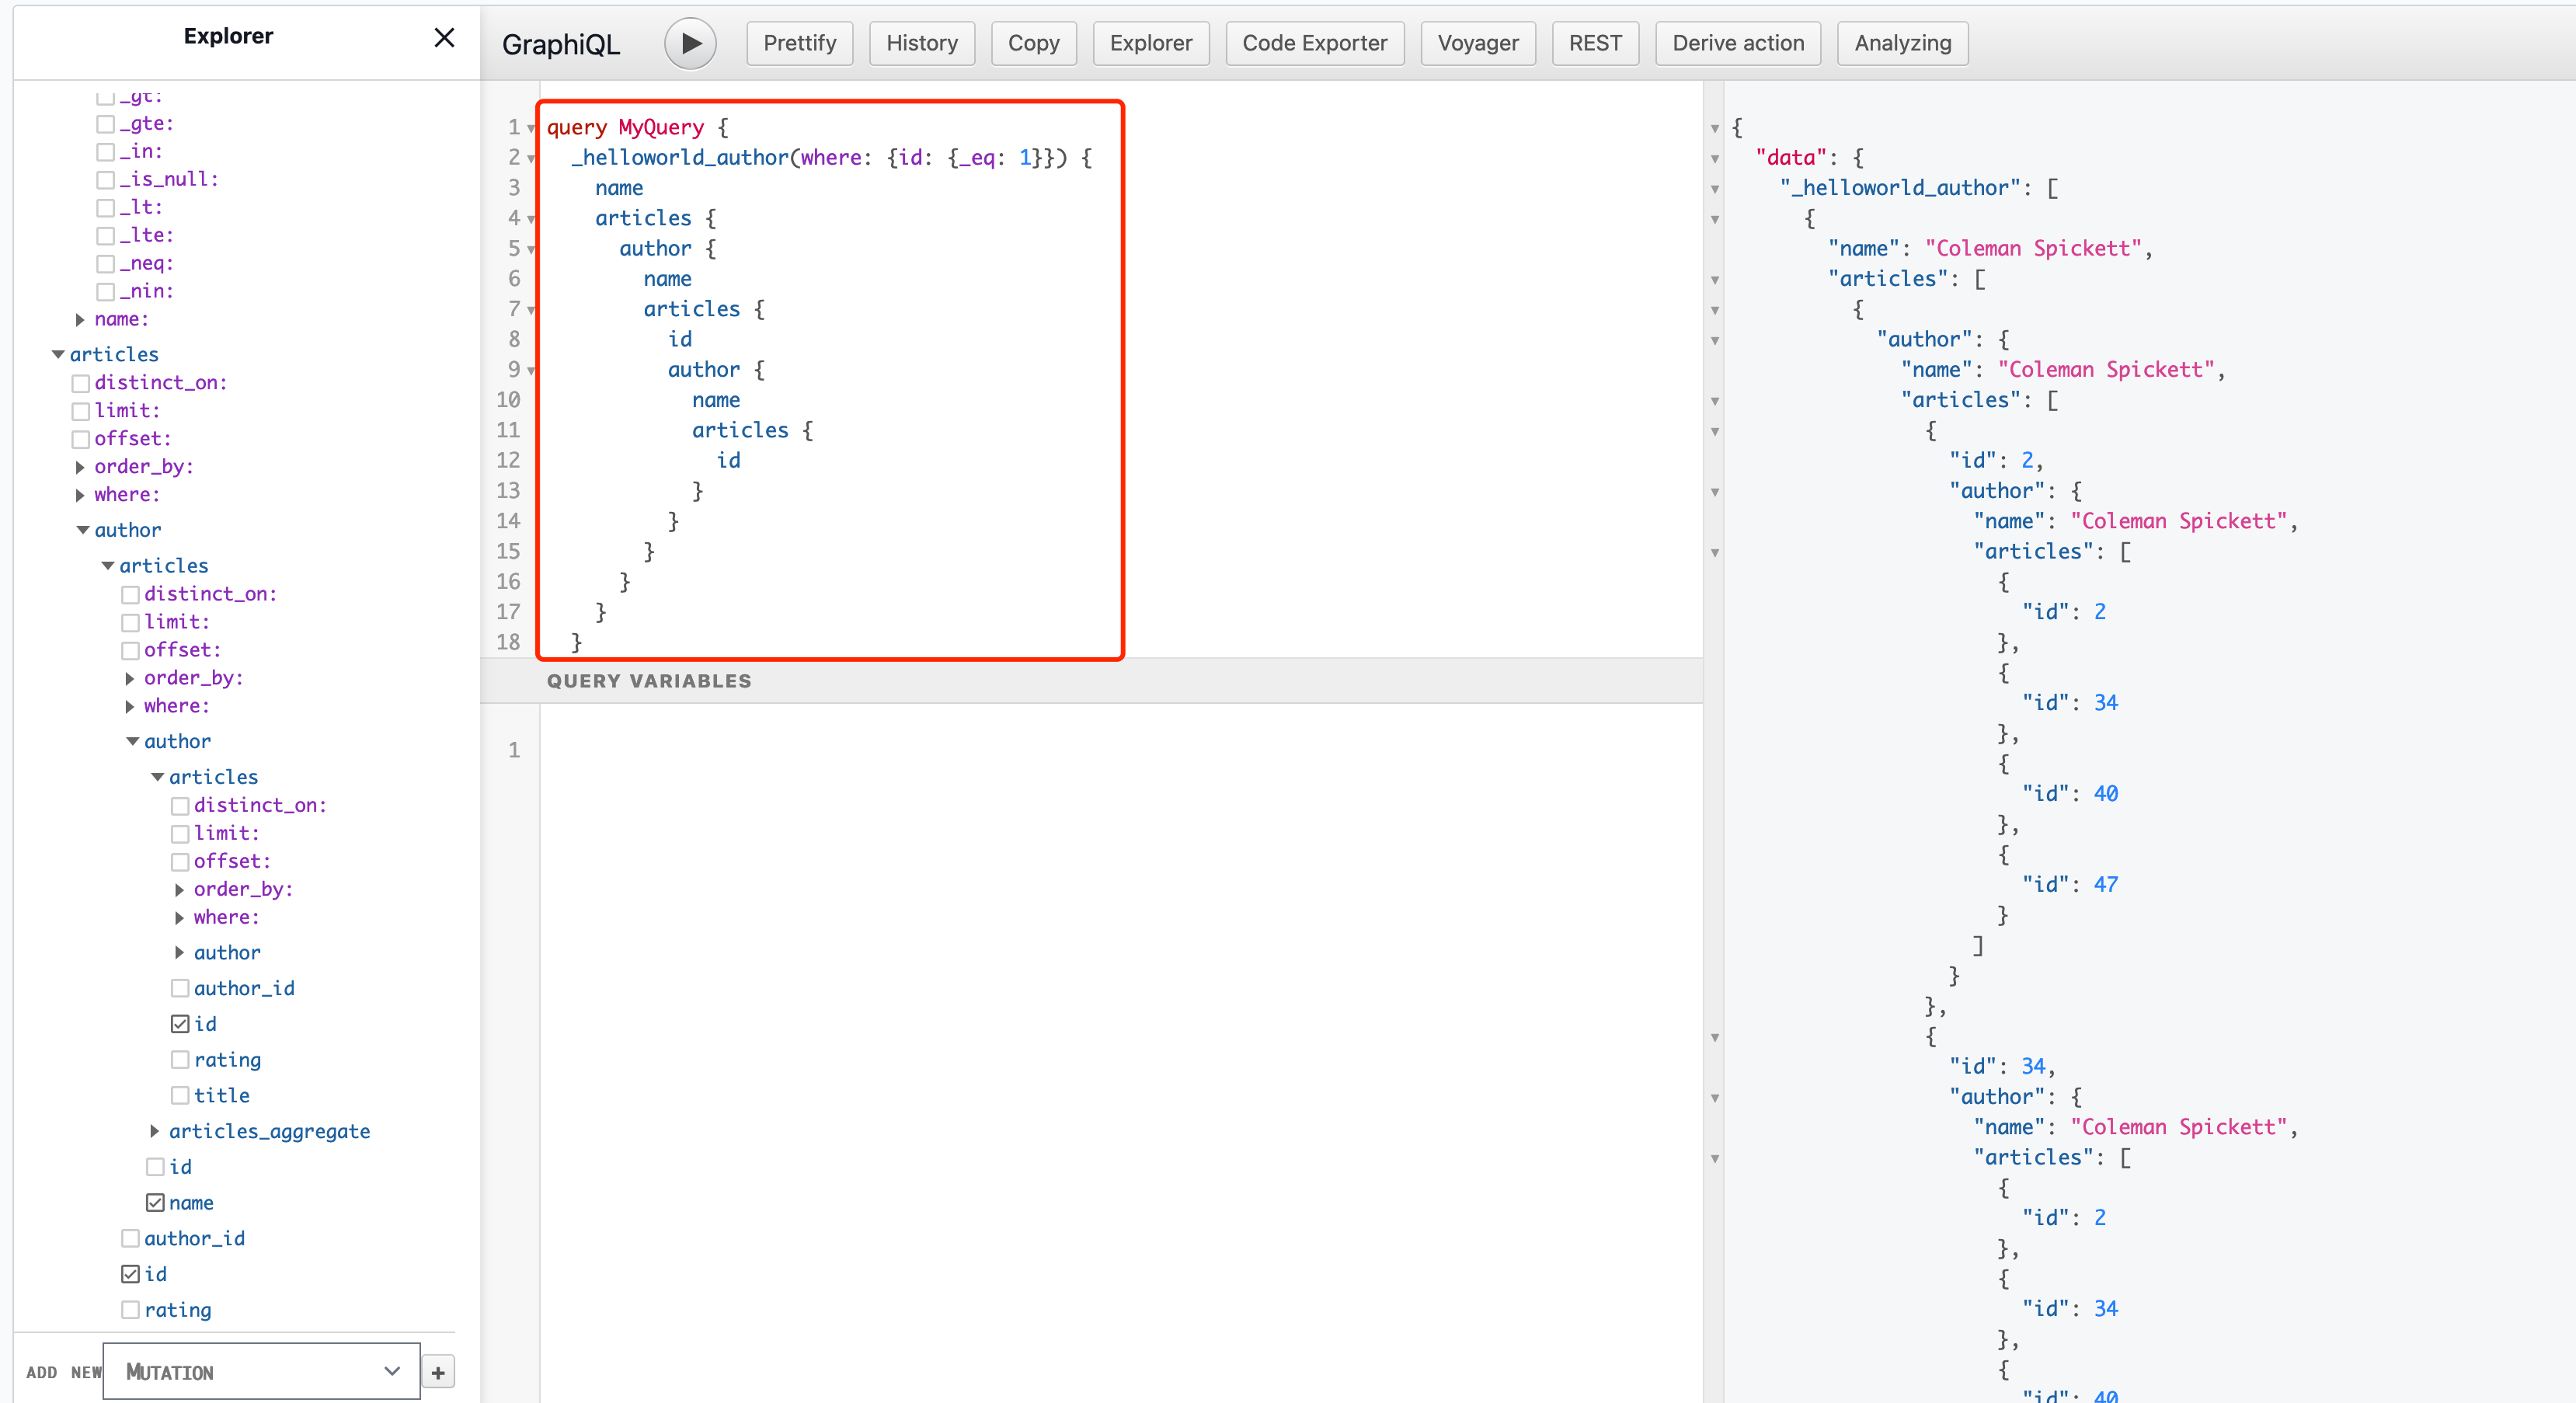 Explorer
_gt:
_gte:
_in:
_is_null:
_lt:
_lte:
_neq:
_nin:
name:
articles
distinct_on:
limit:
offset:
order_by:
where:
author
articles
distinct_on:
limit:
offset:
order_by:
where:
author
articles
distinct_on:
limit:
offset:
order_by:
where:
author
author_id
id
rating
title
articles_aggregate
id
name
author_id
id
rating
ADD NEW MUTATION +
GraphiQL Prettify History Copy Explorer Code Exporter Voyager REST Derive action Analyzing
1 query MyQuery {
2 _helloworld_author(where: {id: {_eq: 1}}) {
3 name
4 articles {
5 author {
6 name
7 articles {
8 id
9 author {
10 name
11 articles {
12 id
13 }
14 }
15 }
16 }
17 }
18 }
QUERY VARIABLES
1
{
"data": {
"_helloworld_author": [
{
"name": "Coleman Spickett",
"articles": [
{
"author": {
"name": "Coleman Spickett",
"articles": [
{
"id": 2,
"author": {
"name": "Coleman Spickett",
"articles": [
{
"id": 2
},
{
"id": 34
},
{
"id": 40
},
{
"id": 47
}
]
}
},
{
"id": 34,
"author": {
"name": "Coleman Spickett",
"articles": [
{
"id": 2
},
{
"id": 34
},
{
"id": 40